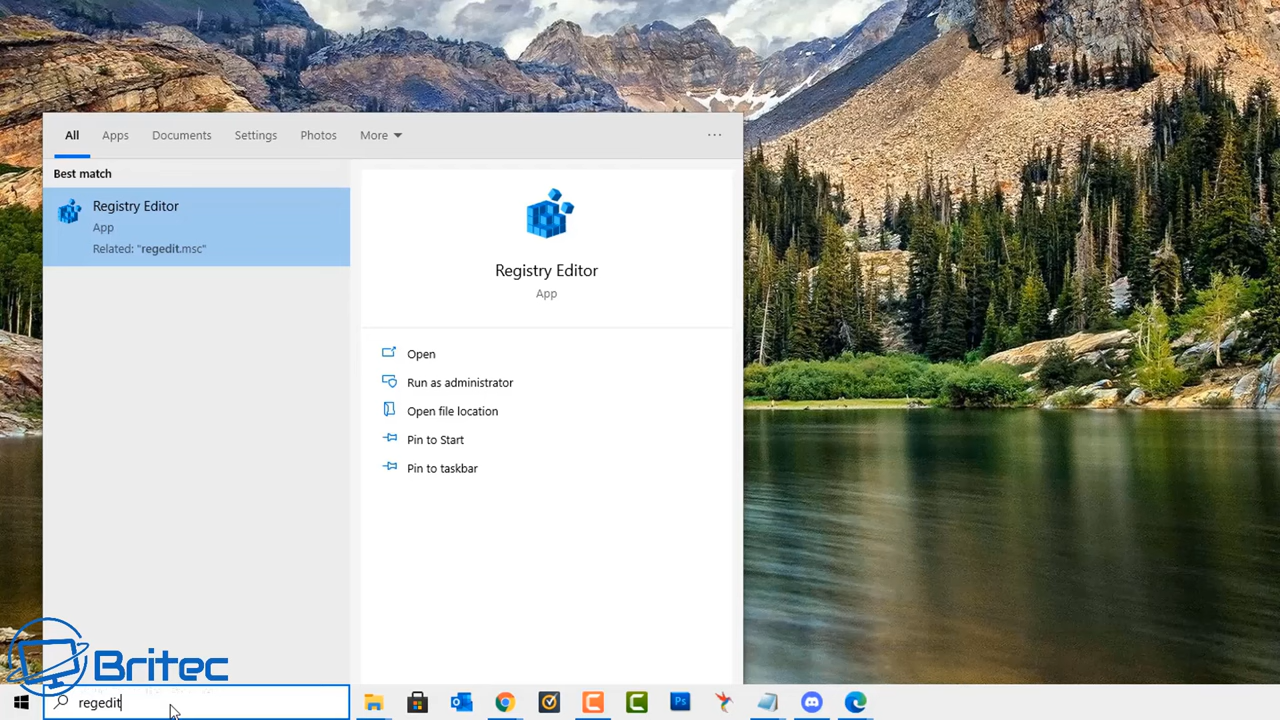 All Apps Documents Settings Photos More
Best match
Registry Editor
App
Related: "regedit.msc"
Registry Editor
App
Open
Run as administrator
Open file location
Pin to Start
Pin to taskbar
Britec
regedit
Ps